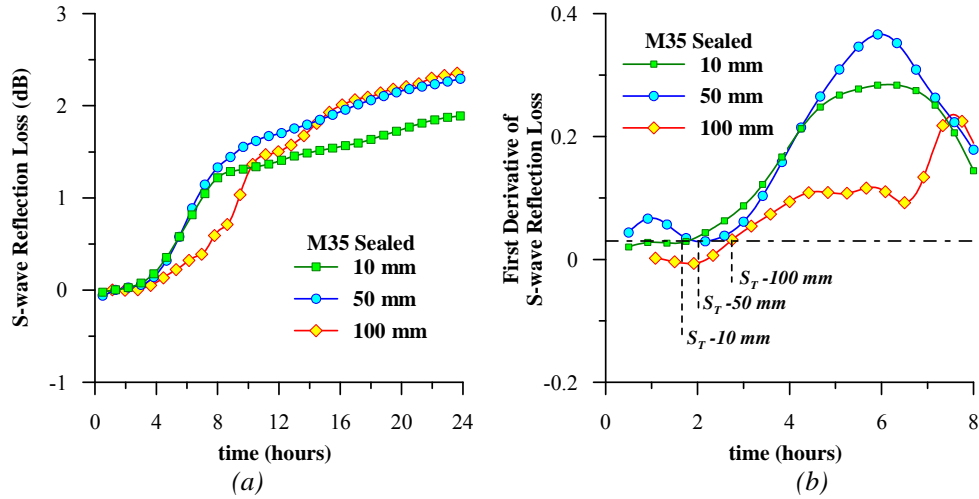 S-wave Reflection Loss (dB)
3
2
1
0
-1
M35 Sealed
10 mm
50 mm
100 mm
0 4 8 12 16 20 24
time (hours)
(a)
First Derivative of
S-wave Reflection Loss
0.4
0.2
0
-0.2
M35 Sealed
10 mm
50 mm
100 mm
S_T -100 mm
S_T -50 mm
S_T -10 mm
0 2 4 6 8
time (hours)
(b)